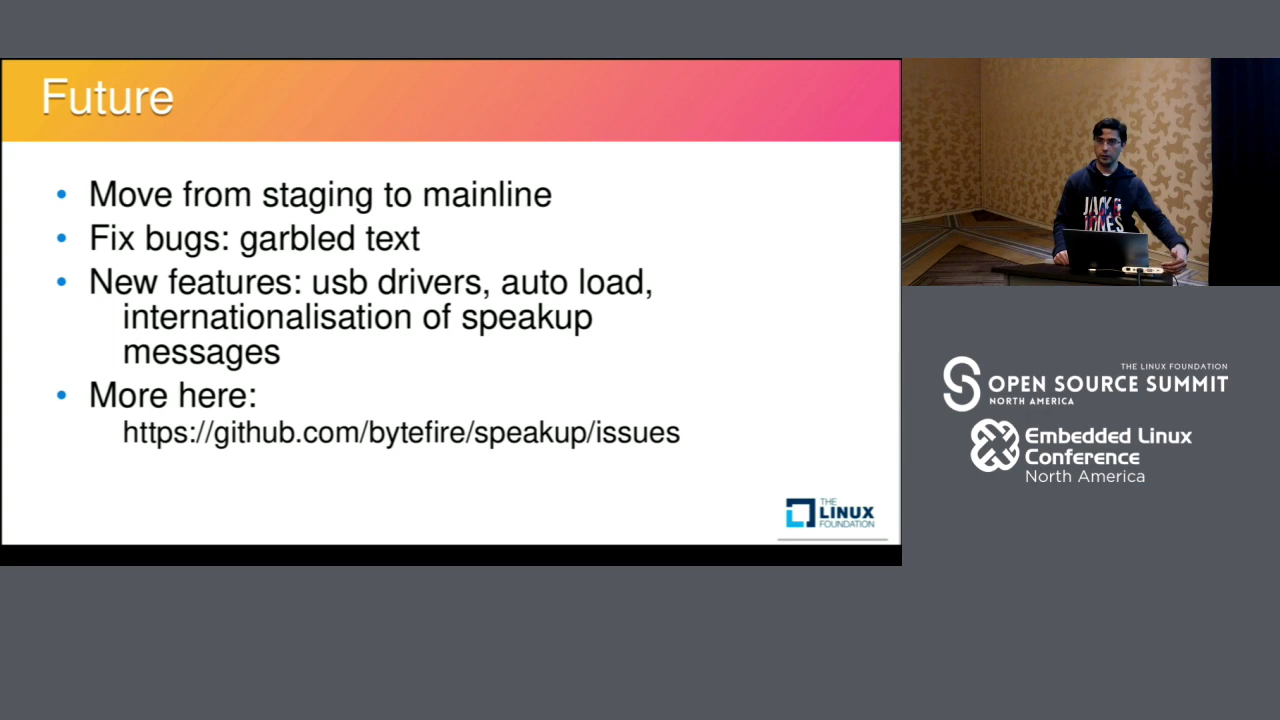 Future
• Move from staging to mainline
• Fix bugs: garbled text
• New features: usb drivers, auto load,
internationalisation of speakup
messages
• More here:
https://github.com/bytefire/speakup/issues
THE
LINUX
FOUNDATION
JACK &
JONES
THE LINUX FOUNDATION
OPEN SOURCE SUMMIT
NORTH AMERICA
Embedded Linux
Conference
North America